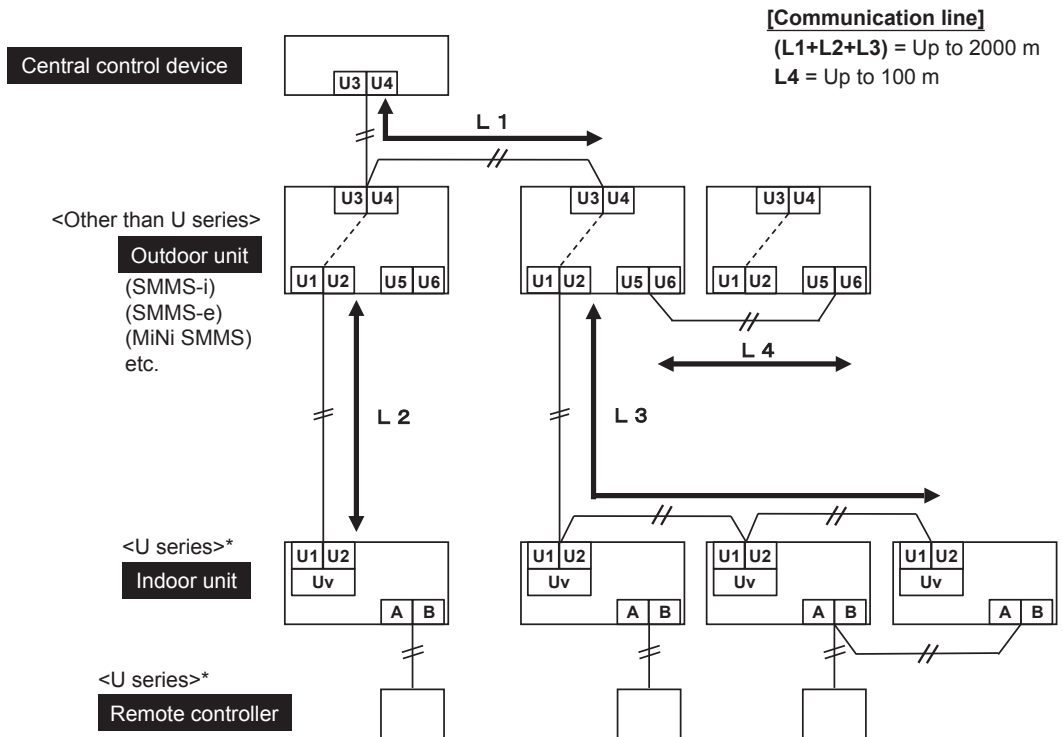 [Communication line]
(L1+L2+L3) = Up to 2000 m
L4 = Up to 100 m
Central control device
U3 U4
L 1
<Other than U series>
Outdoor unit
(SMMS-i)
(SMMS-e)
(MiNi SMMS)
etc.
U3 U4
U1 U2
U5 U6
U3 U4
U1 U2
U5 U6
U3 U4
U1 U2
U5 U6
L 4
L 2
L 3
<U series>*
Indoor unit
U1 U2
Uv
A B
U1 U2
Uv
A B
U1 U2
Uv
A B
U1 U2
Uv
A B
<U series>*
Remote controller